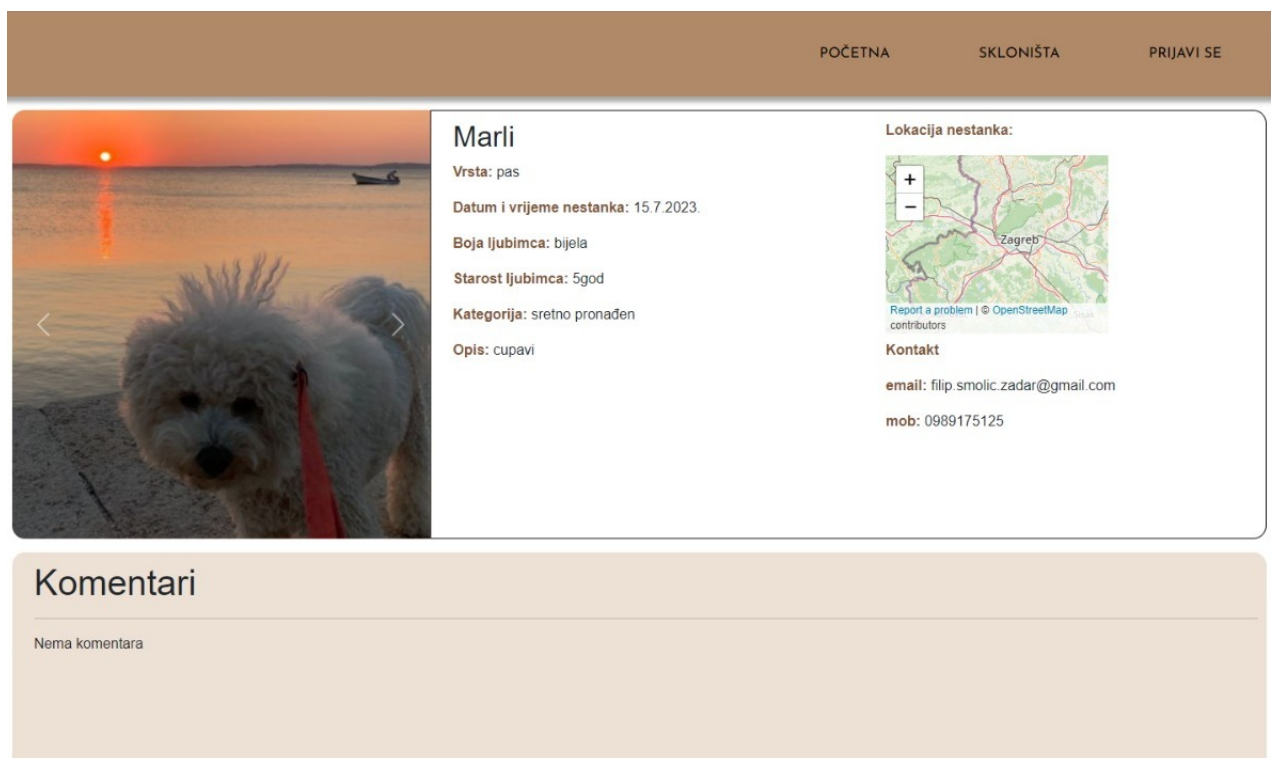 POČETNA SKLONIŠTA PRIJAVI SE
Marli
Vrsta: pas
Datum i vrijeme nestanka: 15.7.2023.
Boja ljubimca: bijela
Starost ljubimca: 5god
Kategorija: sretno pronađen
Opis: cupavi
Lokacija nestanka:
+
−
Zagreb
Sisak
Report a problem | © OpenStreetMap
contributors
Kontakt
email: filip.smolic.zadar@gmail.com
mob: 0989175125
Komentari
Nema komentara